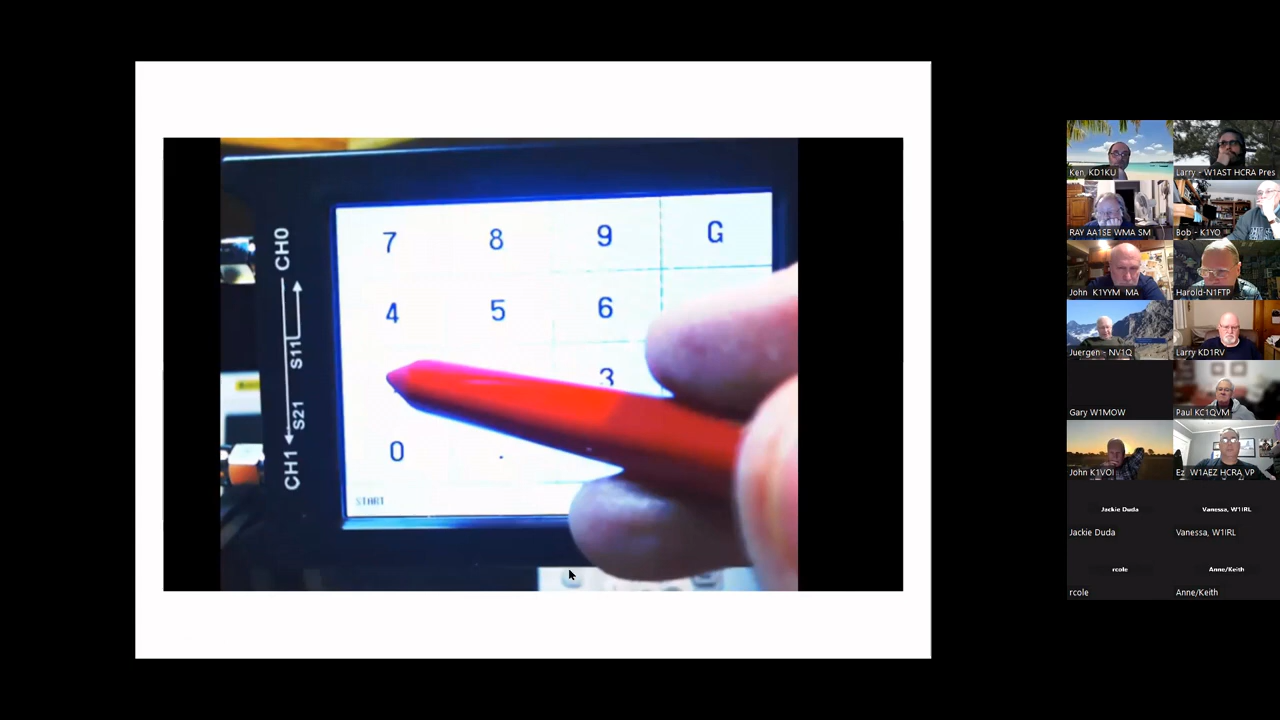 CH0
S11
S21
CH1
7 8 9 G
4 5 6
3
0 .
START
Ken KD1KU
Larry - W1AST HCRA Pres
RAY AA1SE WMA SM
Bob - K1YO
John K1YYM MA
Harold-N1FTP
Juergen - NV1Q
Larry KD1RV
Gary W1MOW
Paul KC1QVM
John K1VOI
Ez W1AEZ HCRA VP
Jackie Duda
Vanessa, W1IRL
Jackie Duda
Vanessa, W1IRL
rcole
Anne/Keith
rcole
Anne/Keith